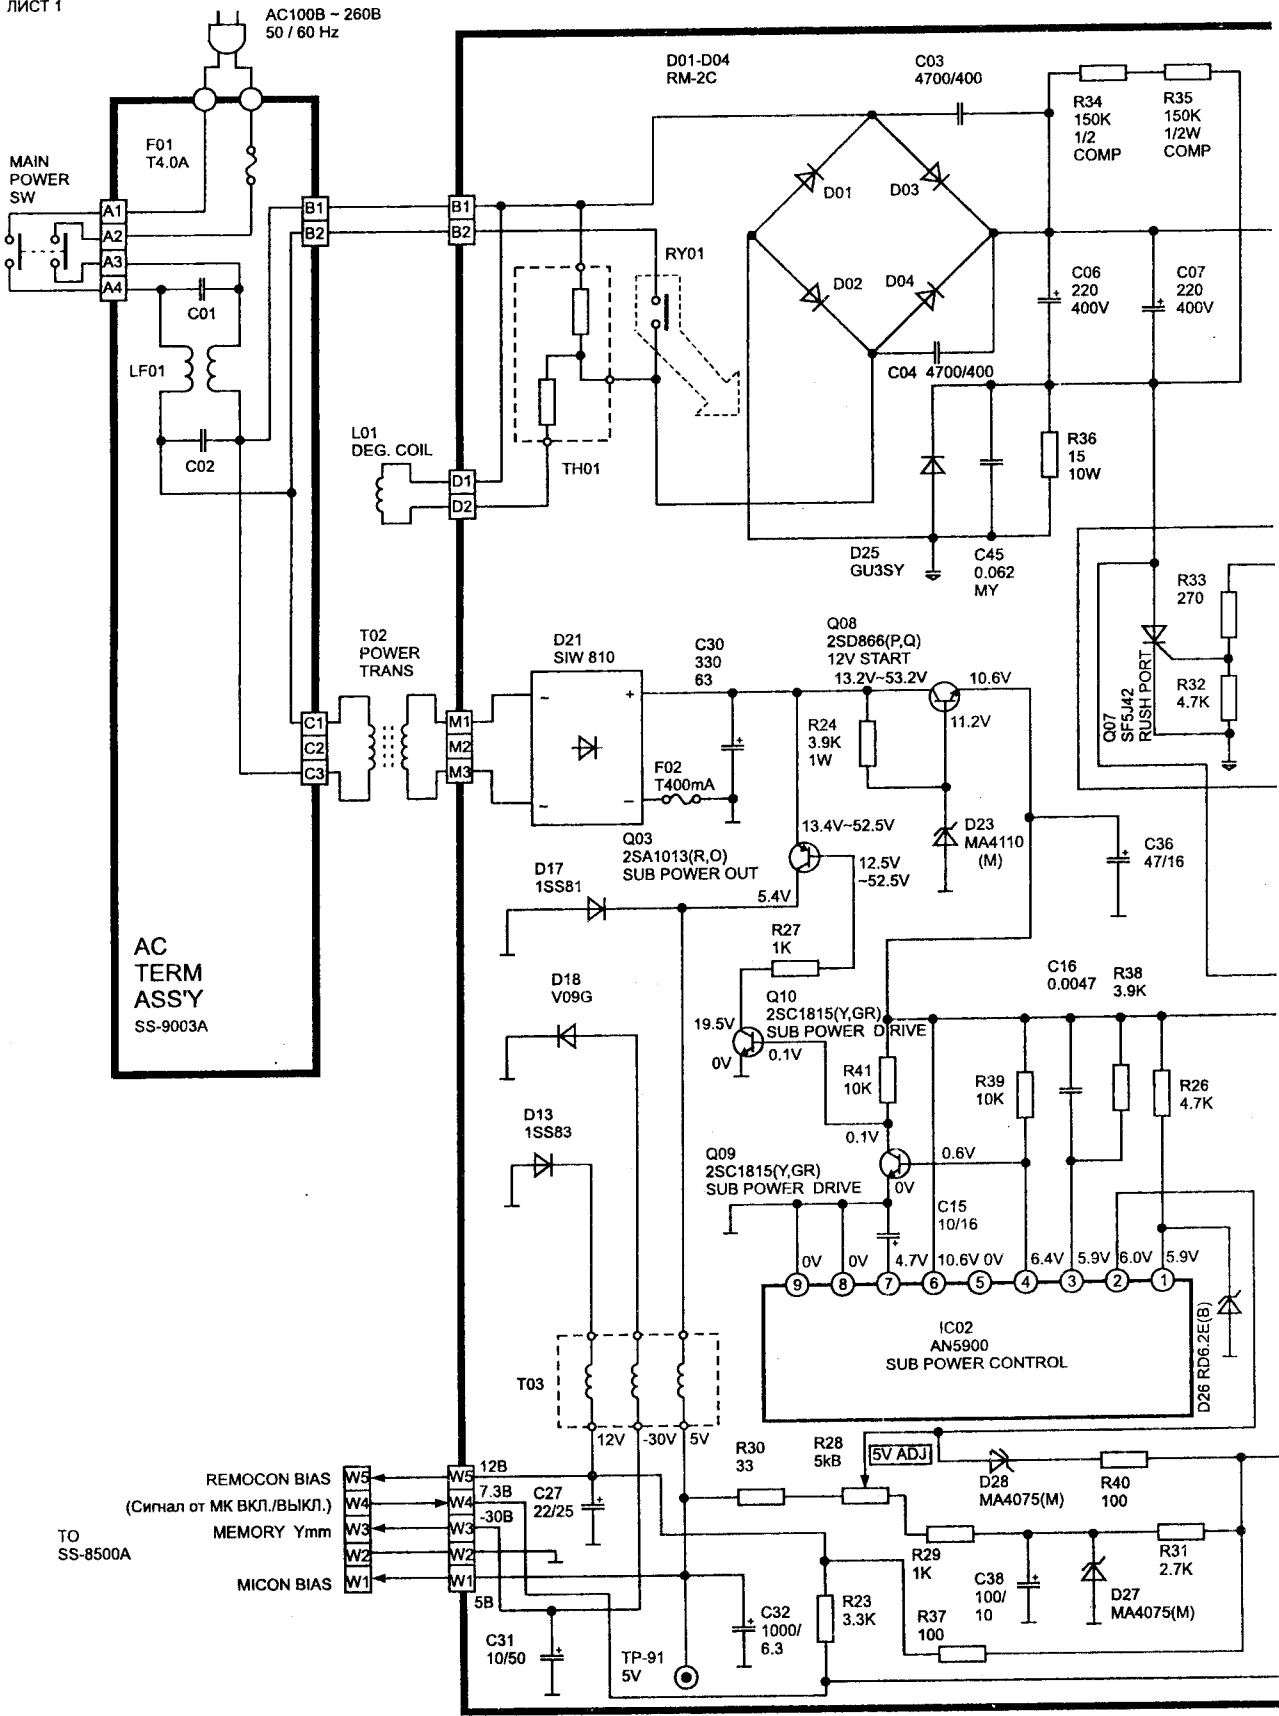 ЛИСТ 1
AC100B ~ 260B
50 / 60 Hz
F01
T4.0A
MAIN
POWER
SW
A1
A2
A3
A4
B1
B2
B1
B2
C01
LF01
C02
D01-D04
RM-2C
C03
4700/400
R34
150K
1/2
COMP
R35
150K
1/2W
COMP
D01
D03
D02
D04
RY01
C04 4700/400
C06
220
400V
C07
220
400V
L01
DEG. COIL
D1
D2
TH01
R36
15
10W
D25
GU3SY
C45
0.062
MY
R33
270
R32
4.7K
Q07
SF5J42
RUSH PORT
T02
POWER
TRANS
C1
C2
C3
M1
M2
M3
D21
SIW 810
~
+
~
−
C30
330
63
F02
T400mA
Q08
2SD866(P,Q)
12V START
13.2V~53.2V
10.6V
11.2V
R24
3.9K
1W
D23
MA4110
(M)
C36
47/16
Q03
2SA1013(R,O)
SUB POWER OUT
13.4V~52.5V
12.5V
~52.5V
5.4V
D17
1SS81
R27
1K
D18
V09G
Q10
2SC1815(Y,GR)
SUB POWER DRIVE
19.5V
0V
0.1V
C16
0.0047
R38
3.9K
R41
10K
R39
10K
R26
4.7K
AC
TERM
ASS'Y
SS-9003A
D13
1SS83
0.1V
Q09
2SC1815(Y,GR)
SUB POWER DRIVE
0.6V
0V
C15
10/16
0V
0V
4.7V
10.6V
0V
6.4V
5.9V
6.0V
5.9V
9
8
7
6
5
4
3
2
1
IC02
AN5900
SUB POWER CONTROL
D26 RD6.2E(B)
T03
12V
-30V
5V
R30
33
R28
5kB
5V ADJ
D28
MA4075(M)
R40
100
REMOCON BIAS
(Сигнал от МК ВКЛ./ВЫКЛ.)
MEMORY Ymm
MICON BIAS
TO
SS-8500A
W5
W4
W3
W2
W1
W5
W4
W3
W2
W1
12B
7.3B
-30B
5B
C27
22/25
R29
1K
C38
100/
10
D27
MA4075(M)
R31
2.7K
C31
10/50
TP-91
5V
C32
1000/
6.3
R23
3.3K
R37
100